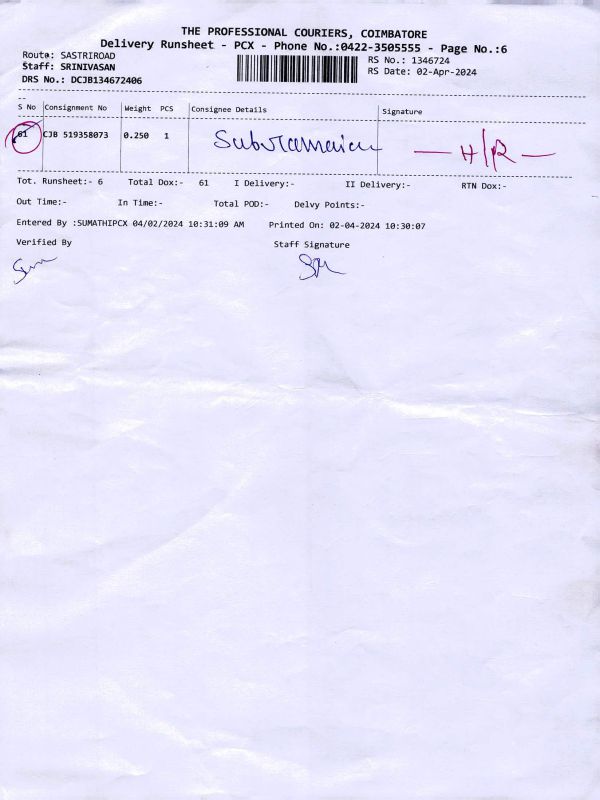 THE PROFESSIONAL COURIERS, COIMBATORE
Delivery Runsheet - PCX - Phone No.:0422-3505555 - Page No.:6
Route: SASTRIROAD
Staff: SRINIVASAN
DRS No.: DCJB134672406
RS No.: 1346724
RS Date: 02-Apr-2024
S No Consignment No Weight PCS Consignee Details Signature
61 CJB 519358073 0.250 1 Subramanian — H/R —
Tot. Runsheet:- 6 Total Dox:- 61 I Delivery:- II Delivery:- RTN Dox:-
Out Time:- In Time:- Total POD:- Delvy Points:-
Entered By :SUMATHIPCX 04/02/2024 10:31:09 AM Printed On: 02-04-2024 10:30:07
Verified By Staff Signature